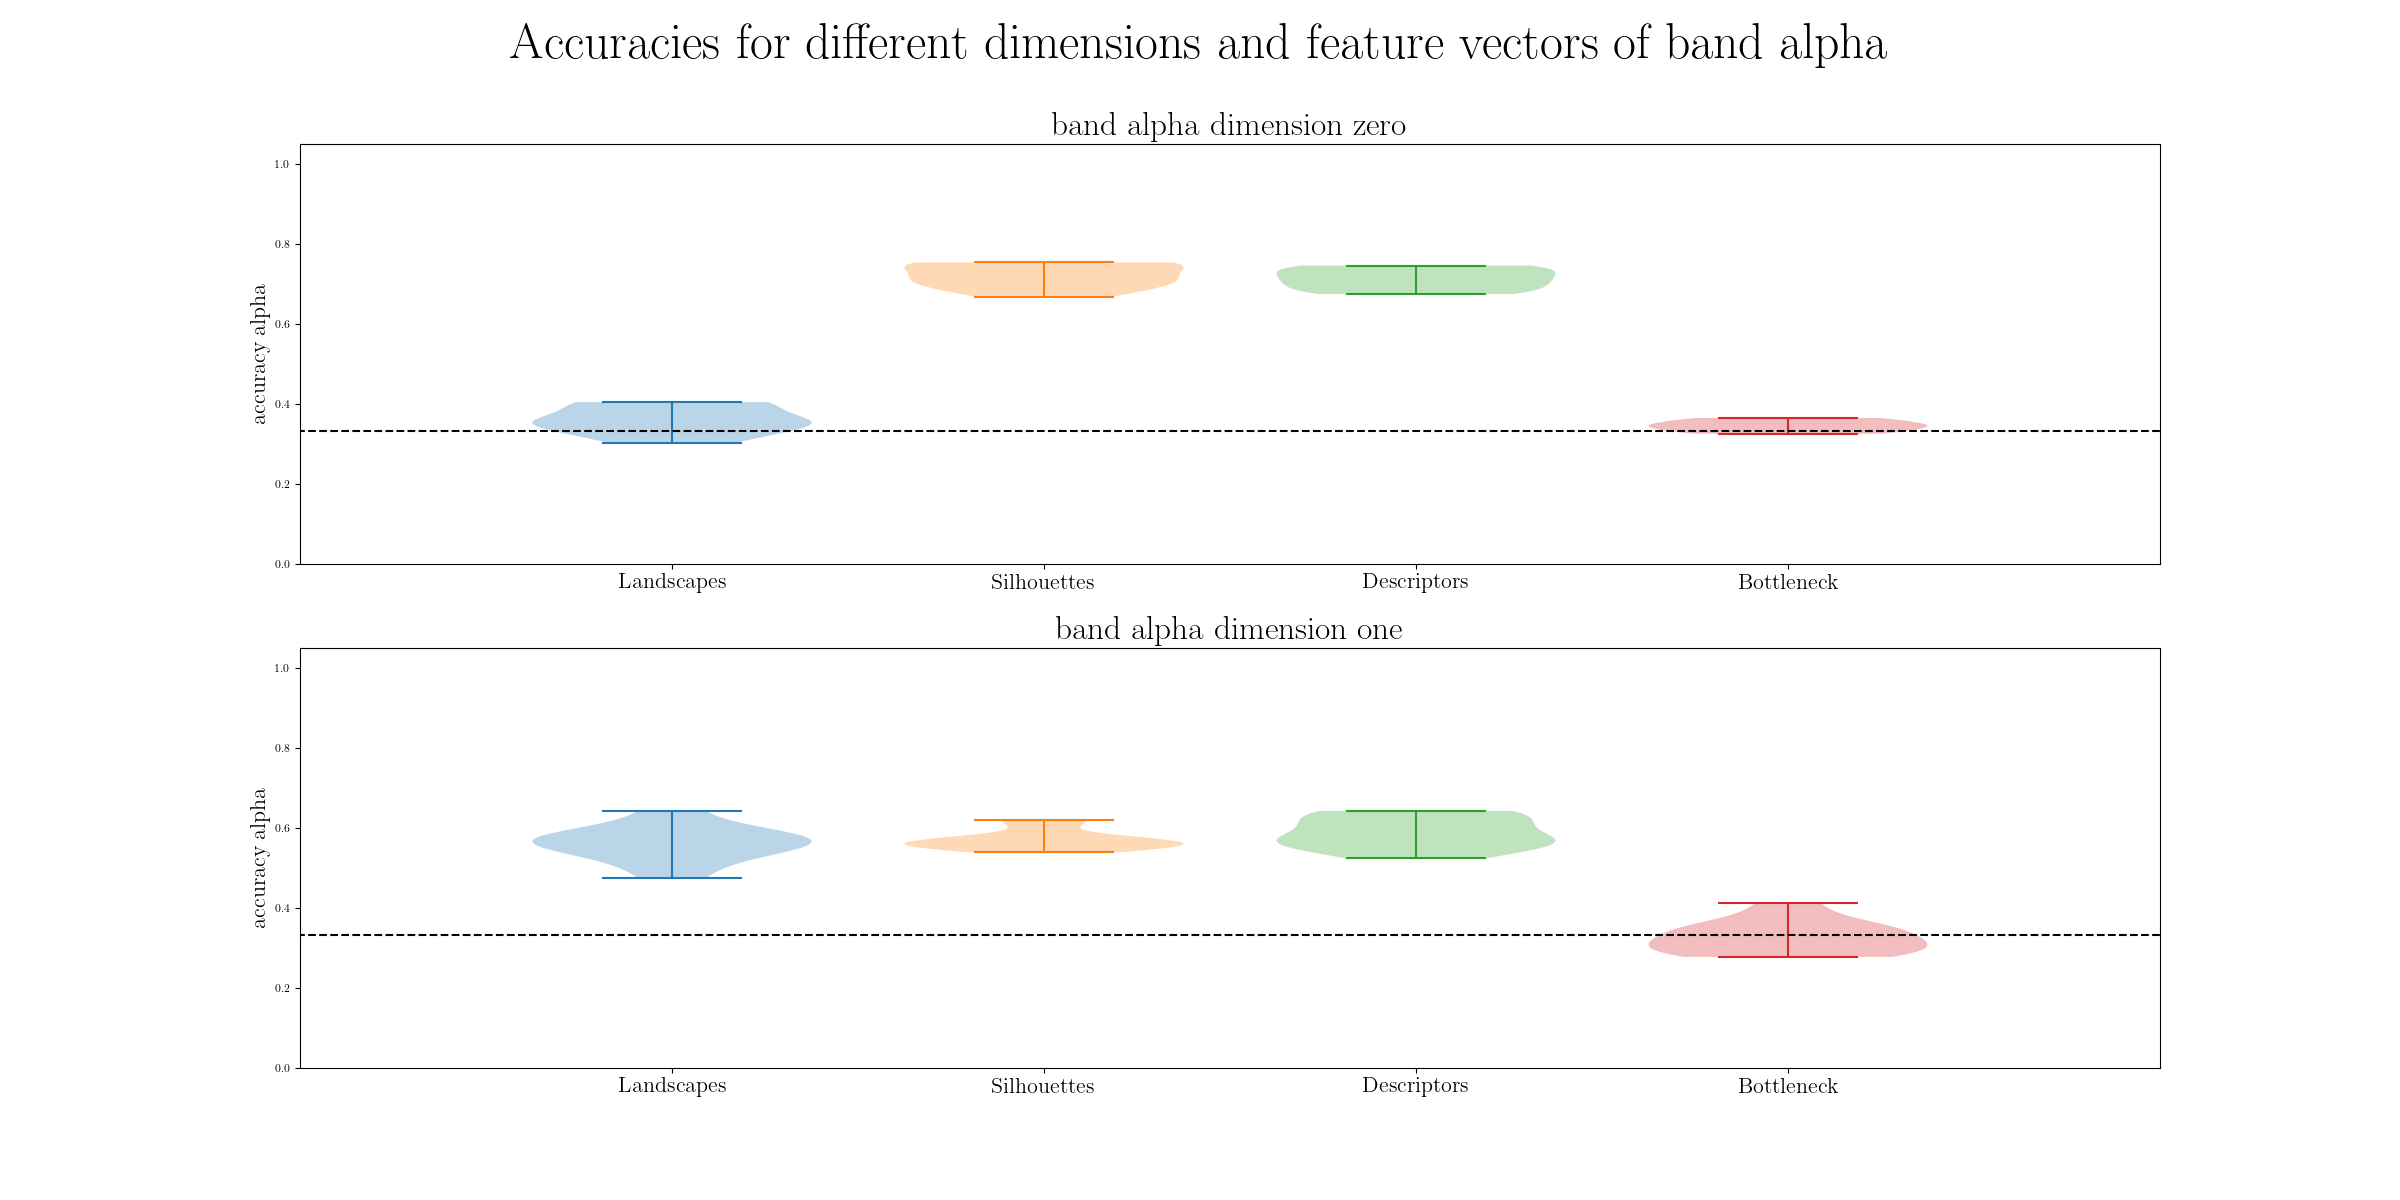 Accuracies for different dimensions and feature vectors of band alpha
band alpha dimension zero
1.0
0.8
0.6
0.4
0.2
0.0
accuracy alpha
Landscapes Silhouettes Descriptors Bottleneck
band alpha dimension one
1.0
0.8
0.6
0.4
0.2
0.0
accuracy alpha
Landscapes Silhouettes Descriptors Bottleneck